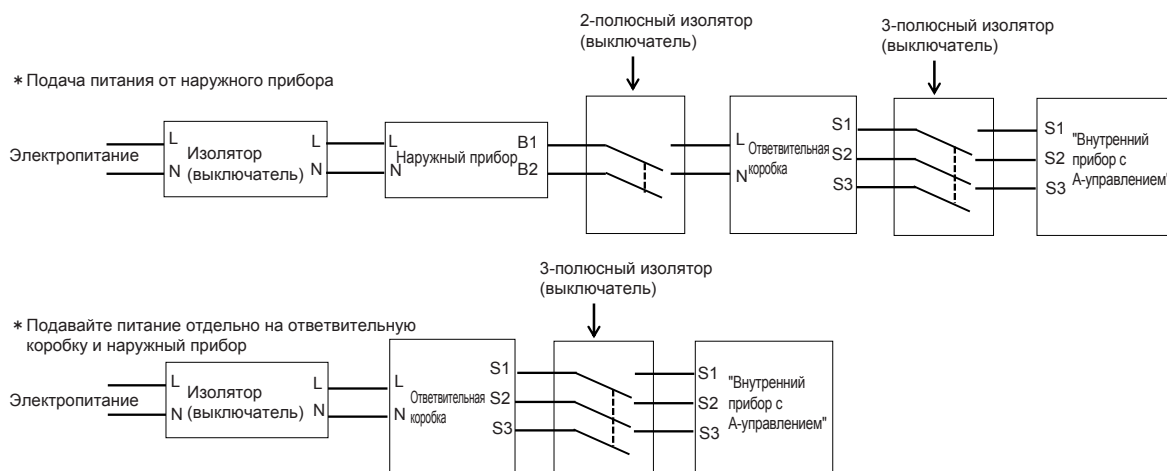 2-полюсный изолятор
(выключатель)
3-полюсный изолятор
(выключатель)
* Подача питания от наружного прибора
Электропитание
L
N
Изолятор
(выключатель)
L
N
L
N
Наружный прибор
B1
B2
L
N
Ответвительная
коробка
S1
S2
S3
S1
S2
S3
"Внутренний
прибор с
А-управлением"
3-полюсный изолятор
(выключатель)
* Подавайте питание отдельно на ответвительную
коробку и наружный прибор
Электропитание
L
N
Изолятор
(выключатель)
L
N
L
N
Ответвительная
коробка
S1
S2
S3
S1
S2
S3
"Внутренний
прибор с
А-управлением"